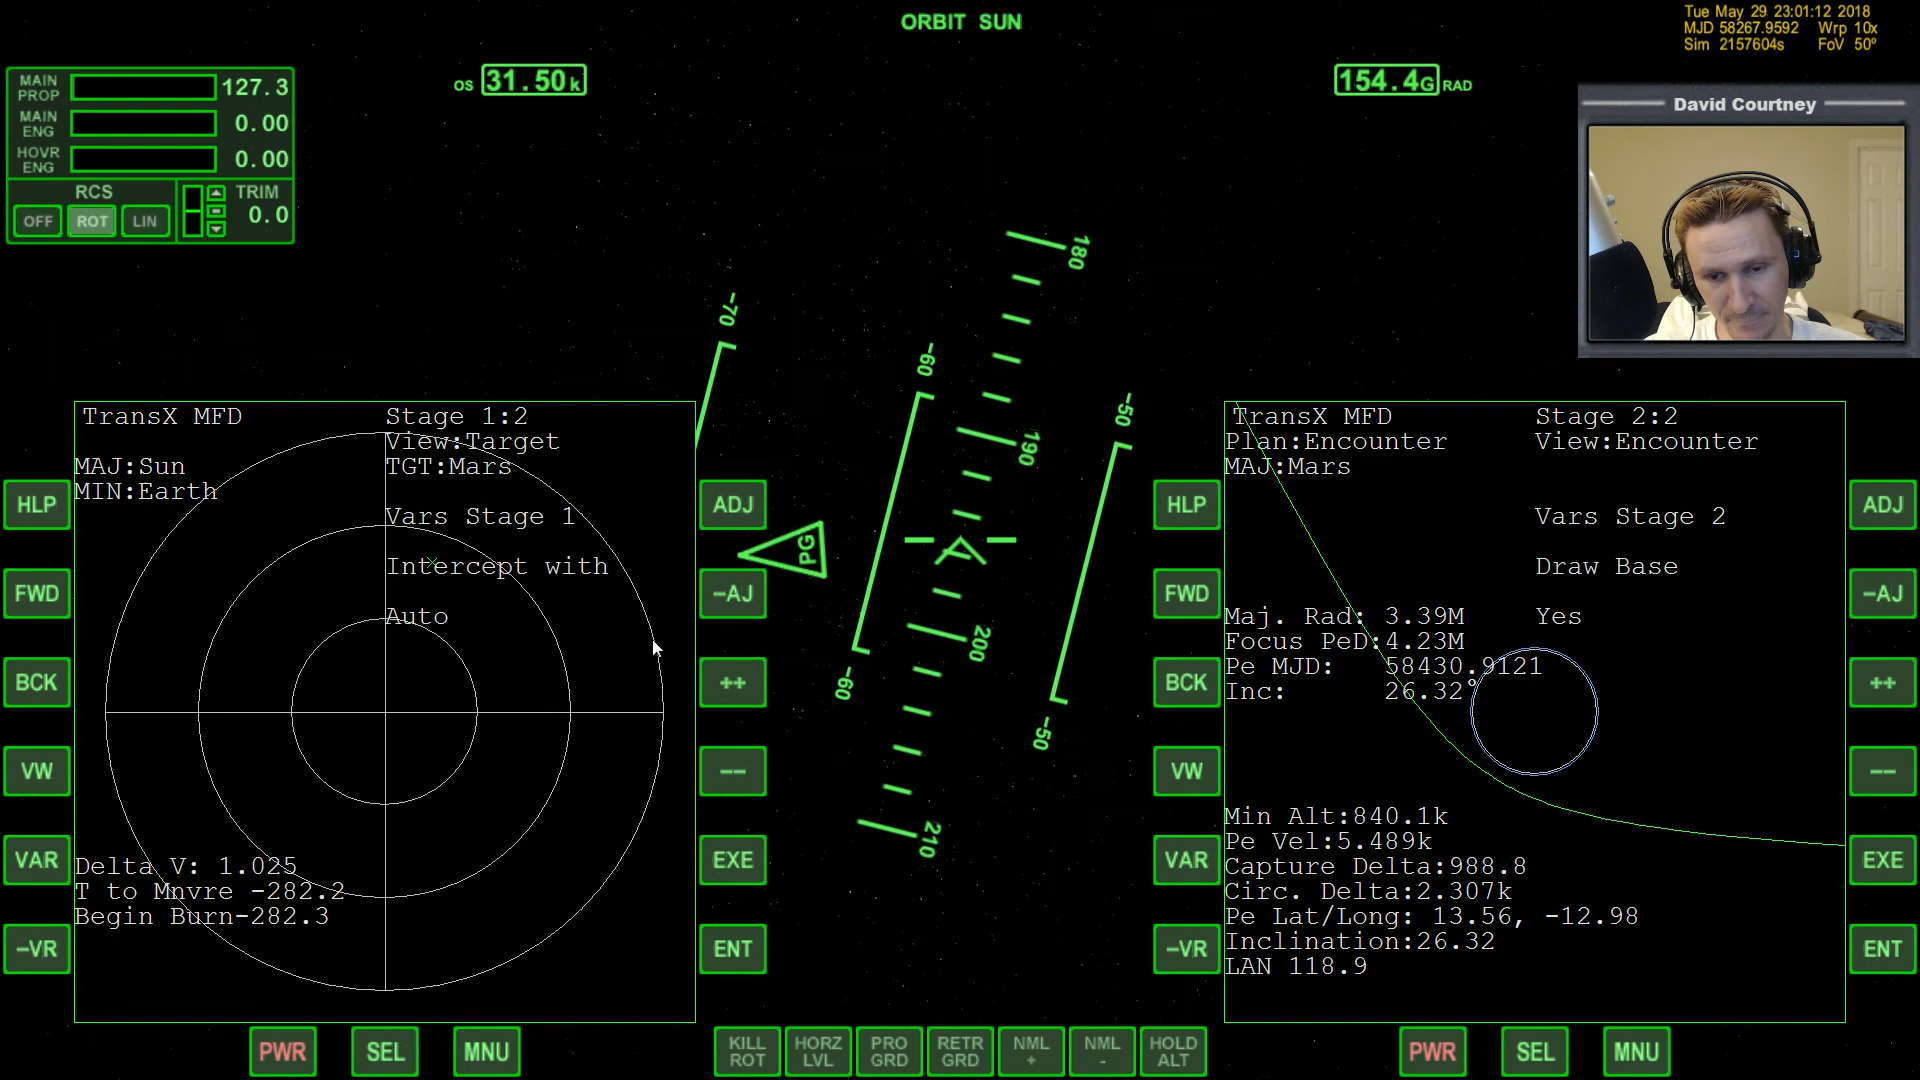 ORBIT SUN
Tue May 29 23:01:12 2018
MJD 58267.9592 Wrp 10x
Sim 2157604s FoV 50º
MAIN PROP 127.3
MAIN ENG 0.00
HOVR ENG 0.00
RCS
TRIM
OFF ROT LIN
0.0
OS 31.50k
154.4G RAD
David Courtney
-70
-60
-60
180
190
200
210
-50
-50
PG
TransX MFD Stage 1:2
View:Target
MAJ:Sun TGT:Mars
MIN:Earth
Vars Stage 1
Intercept with
Auto
Delta V: 1.025
T to Mnvre -282.2
Begin Burn-282.3
HLP
FWD
BCK
VW
VAR
-VR
ADJ
-AJ
++
--
EXE
ENT
PWR SEL MNU
KILL ROT
HORZ LVL
PRO GRD
RETR GRD
NML +
NML -
HOLD ALT
TransX MFD Stage 2:2
Plan:Encounter View:Encounter
MAJ:Mars
Vars Stage 2
Draw Base
Maj. Rad: 3.39M Yes
Focus PeD:4.23M
Pe MJD: 58430.9121
Inc: 26.32°
Min Alt:840.1k
Pe Vel:5.489k
Capture Delta:988.8
Circ. Delta:2.307k
Pe Lat/Long: 13.56, -12.98
Inclination:26.32
LAN 118.9
HLP
FWD
BCK
VW
VAR
-VR
ADJ
-AJ
++
--
EXE
ENT
PWR SEL MNU